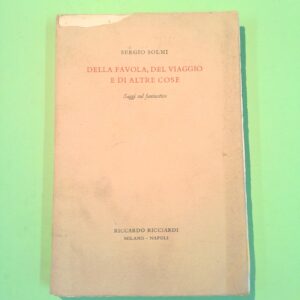 SERGIO SOLMI
DELLA FAVOLA, DEL VIAGGIO
E DI ALTRE COSE
Saggi sul fantastico
RICCARDO RICCIARDI
MILANO - NAPOLI